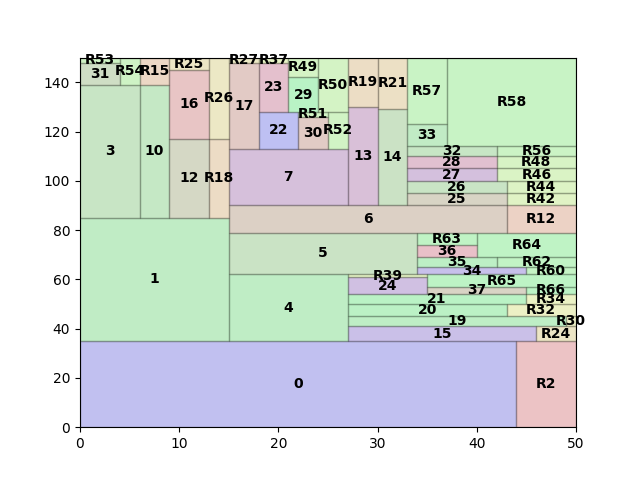 R53 R27 R37
31 R54 R15 R25 R49 R19 R21
140 16 R26 17 23 29 R50 R57 R58
120 22 R51 30 R52 33
3 10 12 R18 7 13 14 32 R56
100 28 R48
27 R46
26 R44
25 R42
80 6 R12
5 R63 R64
36
35 R62
60 1 34 R60
R39 R65
24 37 R66
4 21 R34
20 R32
40 19 R30
15 R24
20 0 R2
0
0 10 20 30 40 50